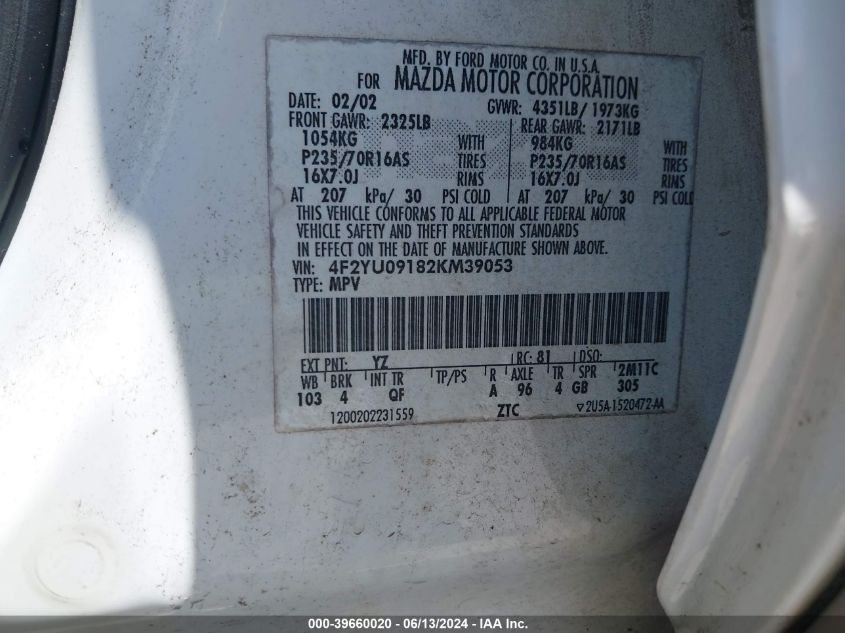 MFD. BY FORD MOTOR CO. IN U.S.A.
FOR MAZDA MOTOR CORPORATION
DATE: 02/02 GVWR: 4351LB/ 1973KG
FRONT GAWR: 2325LB REAR GAWR: 2171LB
1054KG WITH 984KG WITH
P235/70R16AS TIRES P235/70R16AS TIRES
16X7.0J RIMS 16X7.0J RIMS
AT 207 kPa/ 30 PSI COLD AT 207 kPa/ 30 PSI COLD
THIS VEHICLE CONFORMS TO ALL APPLICABLE FEDERAL MOTOR
VEHICLE SAFETY AND THEFT PREVENTION STANDARDS
IN EFFECT ON THE DATE OF MANUFACTURE SHOWN ABOVE.
VIN: 4F2YU09182KM39053
TYPE: MPV
EXT PNT: YZ RC: 81 DSO:
WB BRK INT TR TP/PS R AXLE TR SPR 2M11C
103 4 QF A 96 4 GB 305
1200202231559 ZTC 2U5A-1520472-AA
000-39660020 - 06/13/2024 - IAA Inc.